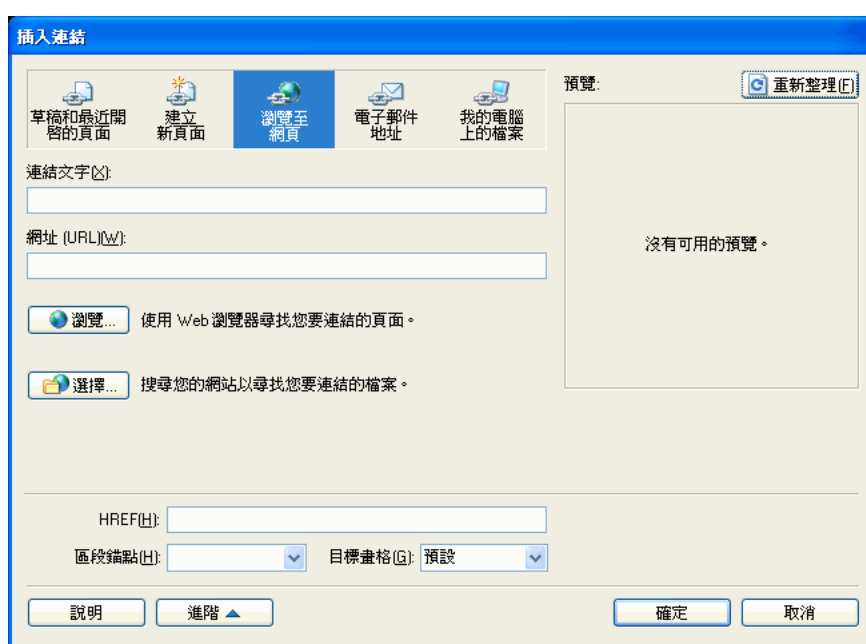 插入連結
草稿和最近開
啓的頁面
建立
新頁面
瀏覽至
網頁
電子郵件
地址
我的電腦
上的檔案
預覽:
重新整理(F)
連結文字(X):
網址 (URL)(W):
沒有可用的預覽。
瀏覽... 使用 Web 瀏覽器尋找您要連結的頁面。
選擇... 搜尋您的網站以尋找您要連結的檔案。
HREF(H):
區段錨點(H): 目標畫格(G): 預設
說明 進階 確定 取消